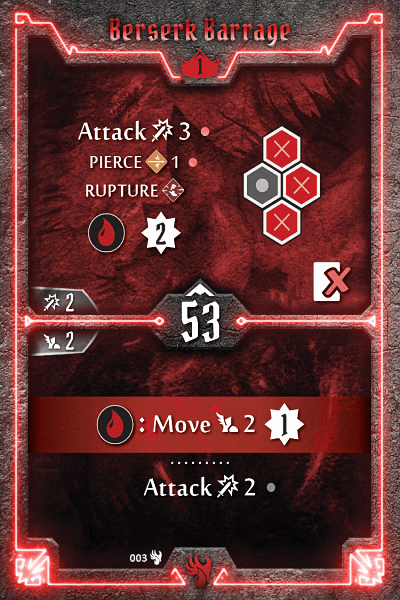 Berserk Barrage
1
Attack 3
PIERCE 1
RUPTURE
2
2
53
2
: Move 2 1
Attack 2
003